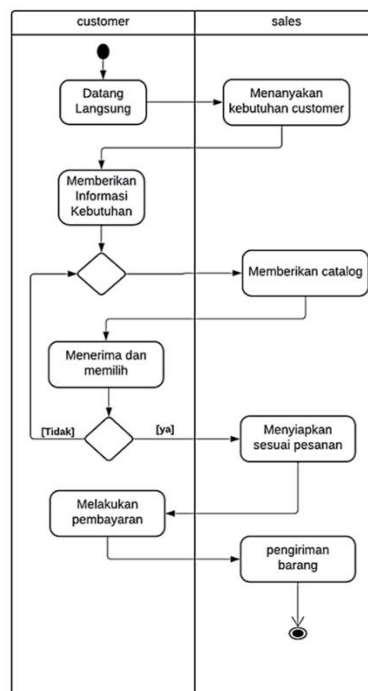 customer
sales
Datang
Langsung
Menanyakan
kebutuhan customer
Memberikan
Informasi
Kebutuhan
Memberikan catalog
Menerima dan
memilih
[Tidak]
[ya]
Menyiapkan
sesuai pesanan
Melakukan
pembayaran
pengiriman
barang